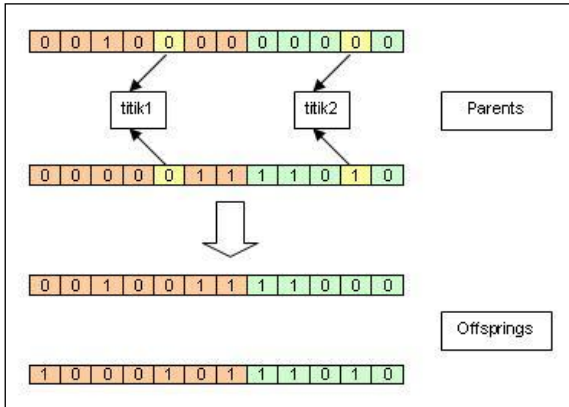 0 0 1 0 0 0 0 0 0 0 0 0
titik1 titik2 Parents
0 0 0 0 0 1 1 1 1 0 1 0
0 0 1 0 0 1 1 1 1 0 0 0
Offsprings
1 0 0 0 1 0 1 1 1 0 1 0